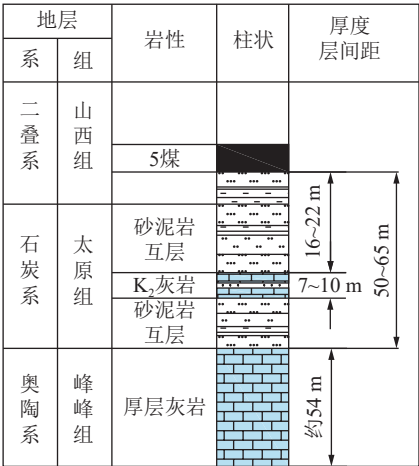 地层
系
组
岩性
柱状
厚度
层间距
二叠系
山西组
5煤
石炭系
太原组
砂泥岩
互层
K₂灰岩
砂泥岩
互层
16~22 m
7~10 m
50~65 m
奥陶系
峰峰组
厚层灰岩
约54 m